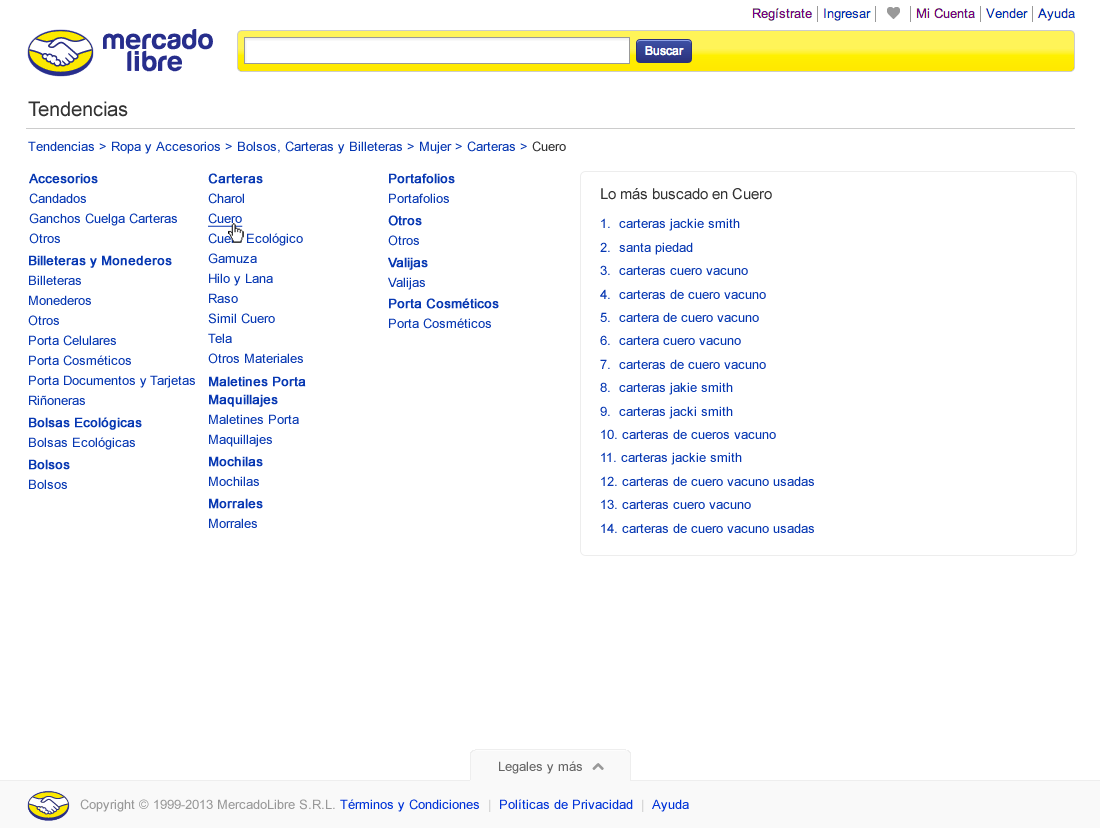 Regístrate Ingresar Mi Cuenta Vender Ayuda
mercado
libre
Buscar
Tendencias
Tendencias > Ropa y Accesorios > Bolsos, Carteras y Billeteras > Mujer > Carteras > Cuero
Accesorios
Candados
Ganchos Cuelga Carteras
Otros
Billeteras y Monederos
Billeteras
Monederos
Otros
Porta Celulares
Porta Cosméticos
Porta Documentos y Tarjetas
Riñoneras
Bolsas Ecológicas
Bolsas Ecológicas
Bolsos
Bolsos
Carteras
Charol
Cuero
Cuero Ecológico
Gamuza
Hilo y Lana
Raso
Simil Cuero
Tela
Otros Materiales
Maletines Porta
Maquillajes
Maletines Porta
Maquillajes
Mochilas
Mochilas
Morrales
Morrales
Portafolios
Portafolios
Otros
Otros
Valijas
Valijas
Porta Cosméticos
Porta Cosméticos
Lo más buscado en Cuero
1. carteras jackie smith
2. santa piedad
3. carteras cuero vacuno
4. carteras de cuero vacuno
5. cartera de cuero vacuno
6. cartera cuero vacuno
7. carteras de cuero vacuno
8. carteras jakie smith
9. carteras jacki smith
10. carteras de cueros vacuno
11. carteras jackie smith
12. carteras de cuero vacuno usadas
13. carteras cuero vacuno
14. carteras de cuero vacuno usadas
Legales y más
Copyright © 1999-2013 MercadoLibre S.R.L. Términos y Condiciones | Políticas de Privacidad | Ayuda